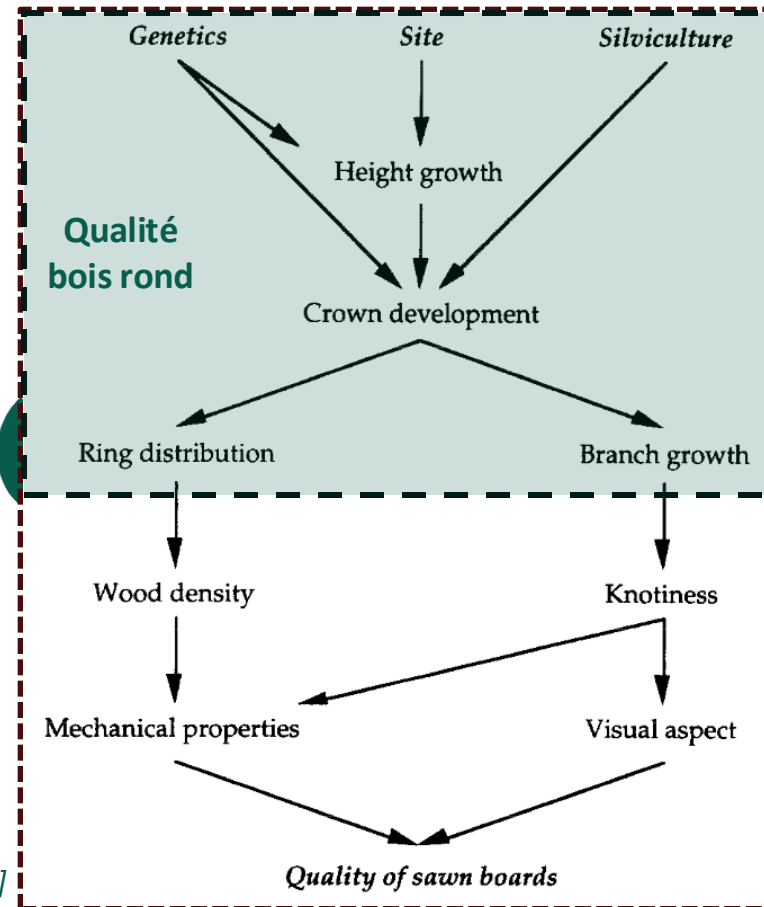 Genetics Site Silviculture
Height growth
Qualité
bois rond
Crown development
Ring distribution Branch growth
Wood density Knotiness
Mechanical properties Visual aspect
Quality of sawn boards
]